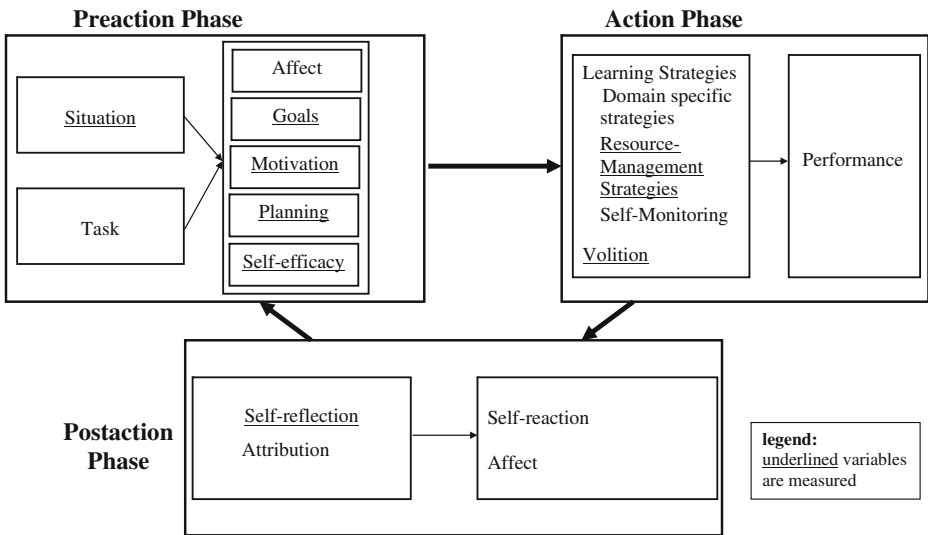 Preaction Phase
Situation
Task
Affect
Goals
Motivation
Planning
Self-efficacy
Action Phase
Learning Strategies
Domain specific
strategies
Resource-
Management
Strategies
Self-Monitoring
Volition
Performance
Postaction
Phase
Self-reflection
Attribution
Self-reaction
Affect
legend:
underlined variables
are measured